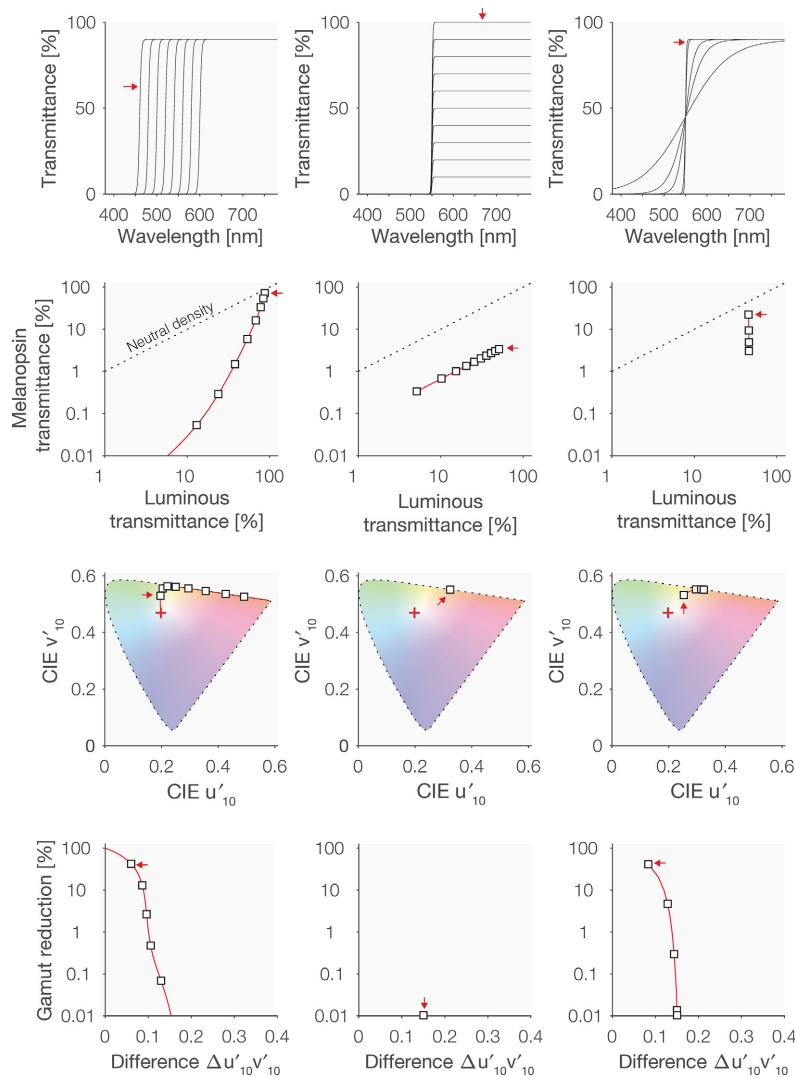 Transmittance [%]
100
50
0
400 500 600 700
Wavelength [nm]
Transmittance [%]
100
50
0
400 500 600 700
Wavelength [nm]
Transmittance [%]
100
50
0
400 500 600 700
Wavelength [nm]
Melanopsin
transmittance [%]
100
10
1
0.1
0.01
Neutral density
1 10 100
Luminous
transmittance [%]
100
10
1
0.1
0.01
1 10 100
Luminous
transmittance [%]
100
10
1
0.1
0.01
1 10 100
Luminous
transmittance [%]
CIE v′10
0.6
0.4
0.2
0
0 0.2 0.4 0.6
CIE u′10
CIE v′10
0.6
0.4
0.2
0
0 0.2 0.4 0.6
CIE u′10
CIE v′10
0.6
0.4
0.2
0
0 0.2 0.4 0.6
CIE u′10
Gamut reduction [%]
100
10
1
0.1
0.01
0 0.1 0.2 0.3 0.4
Difference Δu′10v′10
100
10
1
0.1
0.01
0 0.1 0.2 0.3 0.4
Difference Δu′10v′10
100
10
1
0.1
0.01
0 0.1 0.2 0.3 0.4
Difference Δu′10v′10